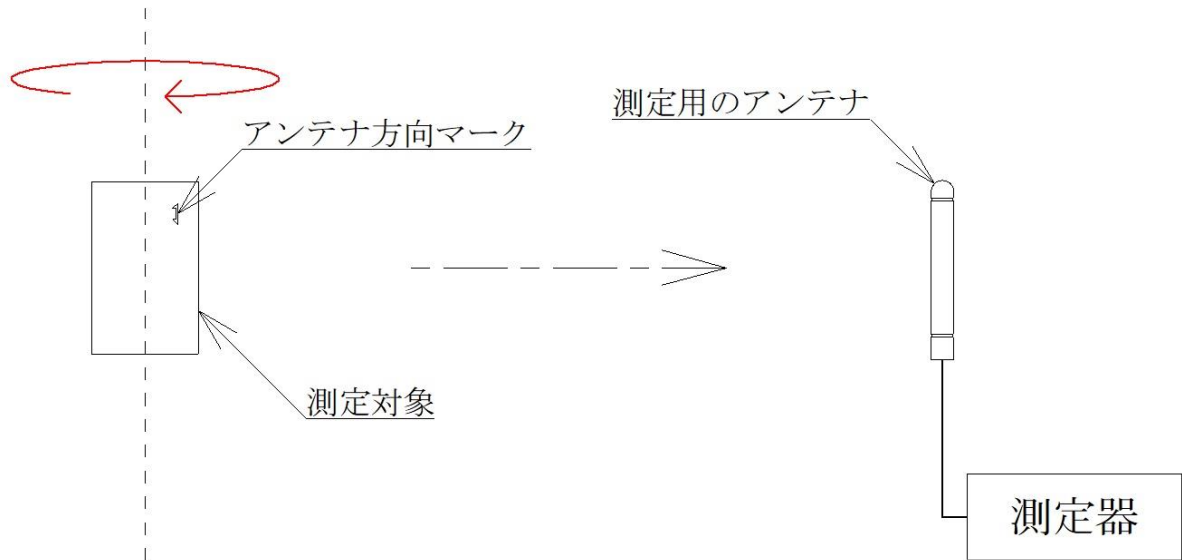 測定用のアンテナ
アンテナ方向マーク
測定対象
測定器